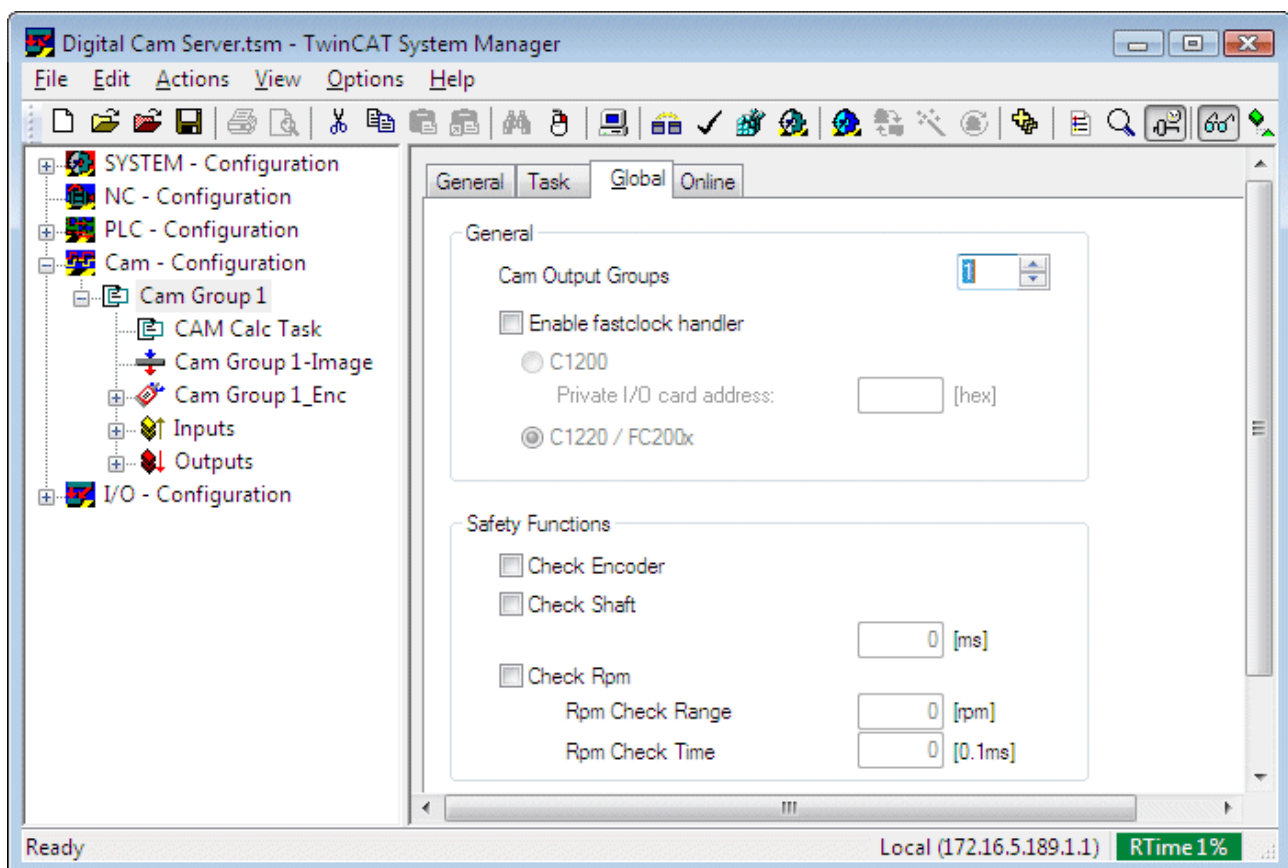 Digital Cam Server.tsm - TwinCAT System Manager
File Edit Actions View Options Help
SYSTEM - Configuration
NC - Configuration
PLC - Configuration
Cam - Configuration
Cam Group 1
CAM Calc Task
Cam Group 1-Image
Cam Group 1_Enc
Inputs
Outputs
I/O - Configuration
General Task Global Online
General
Cam Output Groups 1
Enable fastclock handler
C1200
Private I/O card address: [hex]
C1220 / FC200x
Safety Functions
Check Encoder
Check Shaft
0 [ms]
Check Rpm
Rpm Check Range 0 [rpm]
Rpm Check Time 0 [0.1ms]
Ready Local (172.16.5.189.1.1) RTime 1%